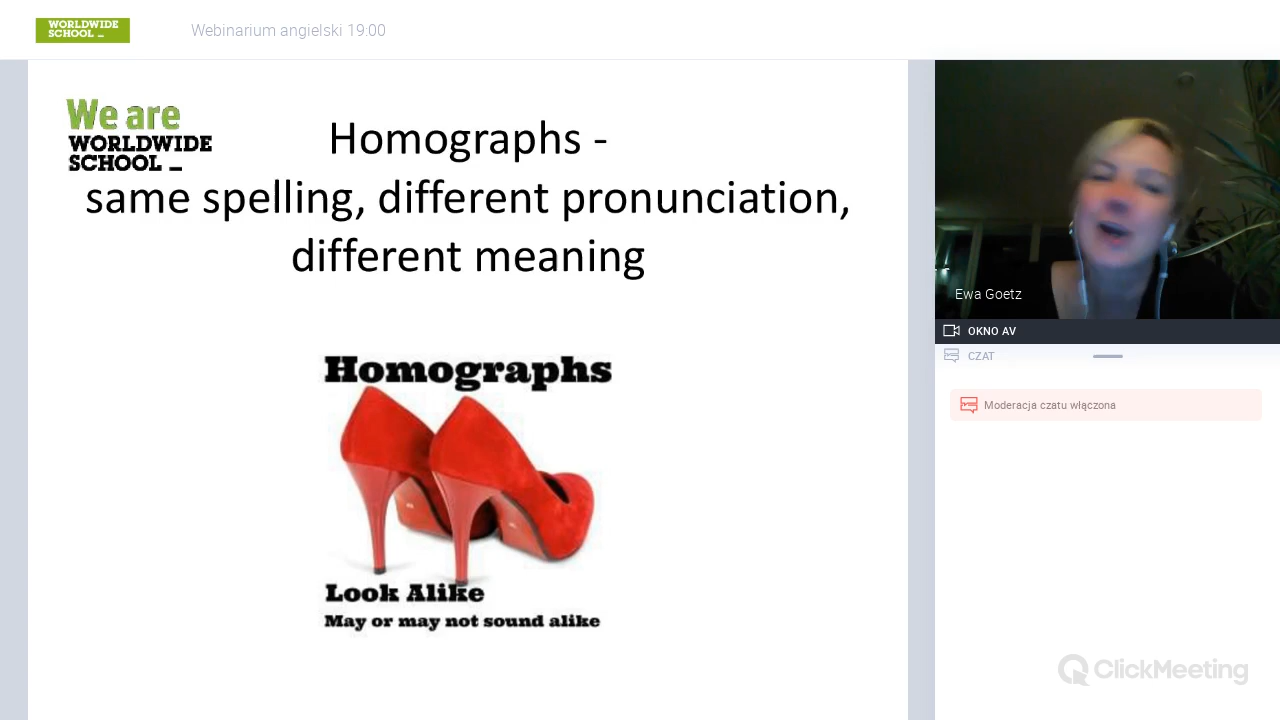 WORLDWIDE
SCHOOL _
Webinarium angielski 19:00
We are
WORLDWIDE
SCHOOL _
Homographs -
same spelling, different pronunciation,
different meaning
Homographs
Look Alike
May or may not sound alike
Ewa Goetz
OKNO AV
CZAT
Moderacja czatu włączona
ClickMeeting